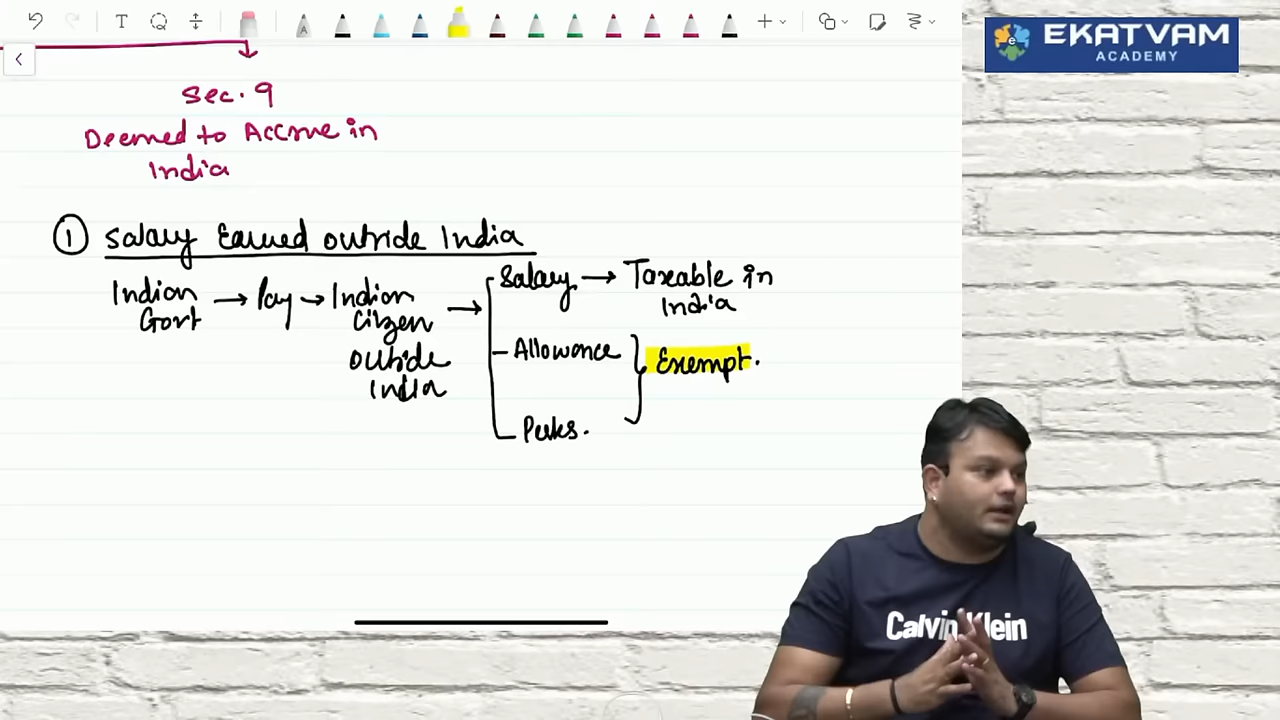 EKATVAM
ACADEMY
Sec. 9
Deemed to Accrue in
India
① Salary Earned outside India
Indian Govt → Pay → Indian Citizen outside India →
Salary → Taxable in India
Allowance
Exempt.
Perks.
Calvin Klein